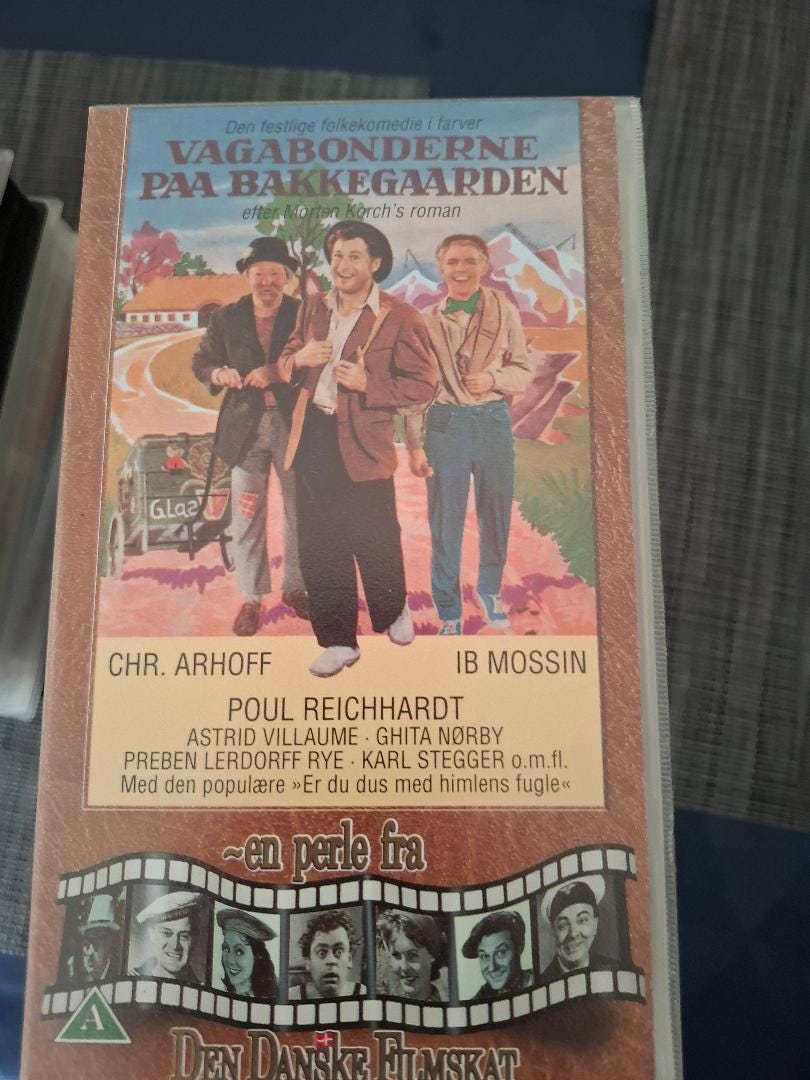 Den festlige folkekomedie i farver
VAGABONDERNE
PAA BAKKEGAARDEN
efter Morten Korch's roman
CHR. ARHOFF
IB MOSSIN
POUL REICHHARDT
ASTRID VILLAUME · GHITA NØRBY
PREBEN LERDORFF RYE · KARL STEGGER o.m.fl.
Med den populære »Er du dus med himlens fugle«
~en perle fra
A
DEN DANSKE FILMSKAT